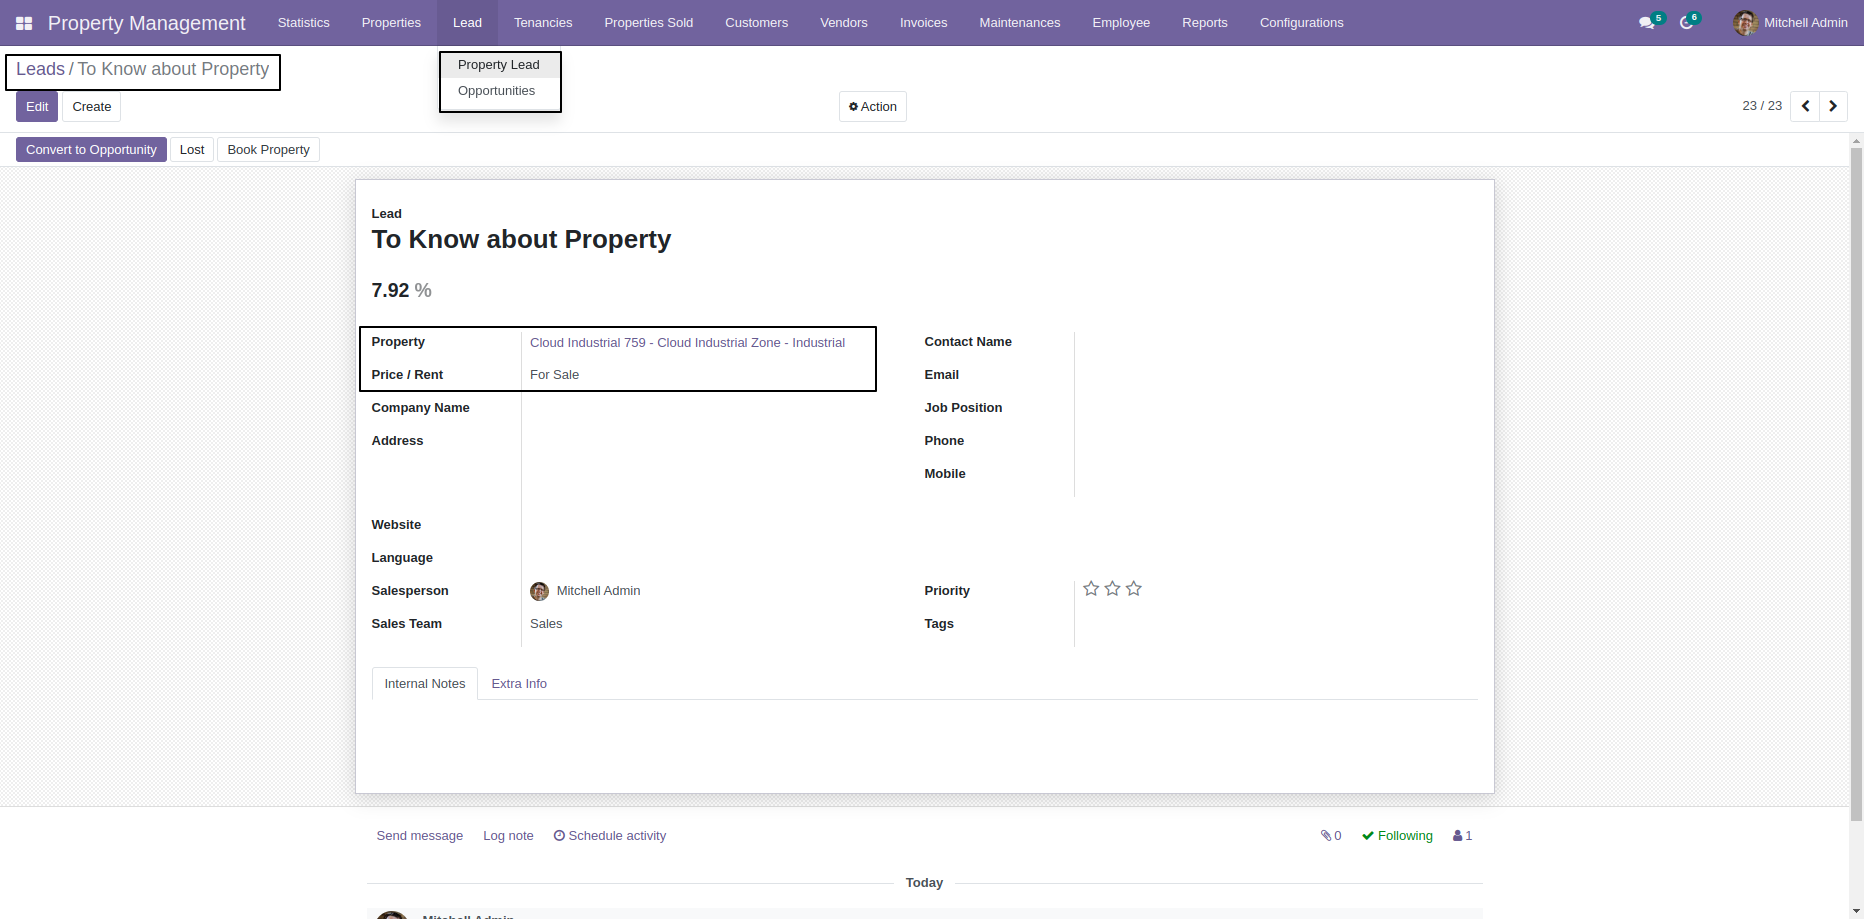 Property Management Statistics Properties Lead Tenancies Properties Sold Customers Vendors Invoices Maintenances Employee Reports Configurations 5 6 Mitchell Admin
Leads / To Know about Property
Property Lead
Opportunities
Edit Create Action 23 / 23
Convert to Opportunity Lost Book Property
Lead
To Know about Property
7.92 %
Property Cloud Industrial 759 - Cloud Industrial Zone - Industrial Contact Name
Price / Rent For Sale Email
Company Name Job Position
Address Phone
Mobile
Website
Language
Salesperson Mitchell Admin Priority
Sales Team Sales Tags
Internal Notes Extra Info
Send message Log note Schedule activity 0 Following 1
Today
Mitchell Admin